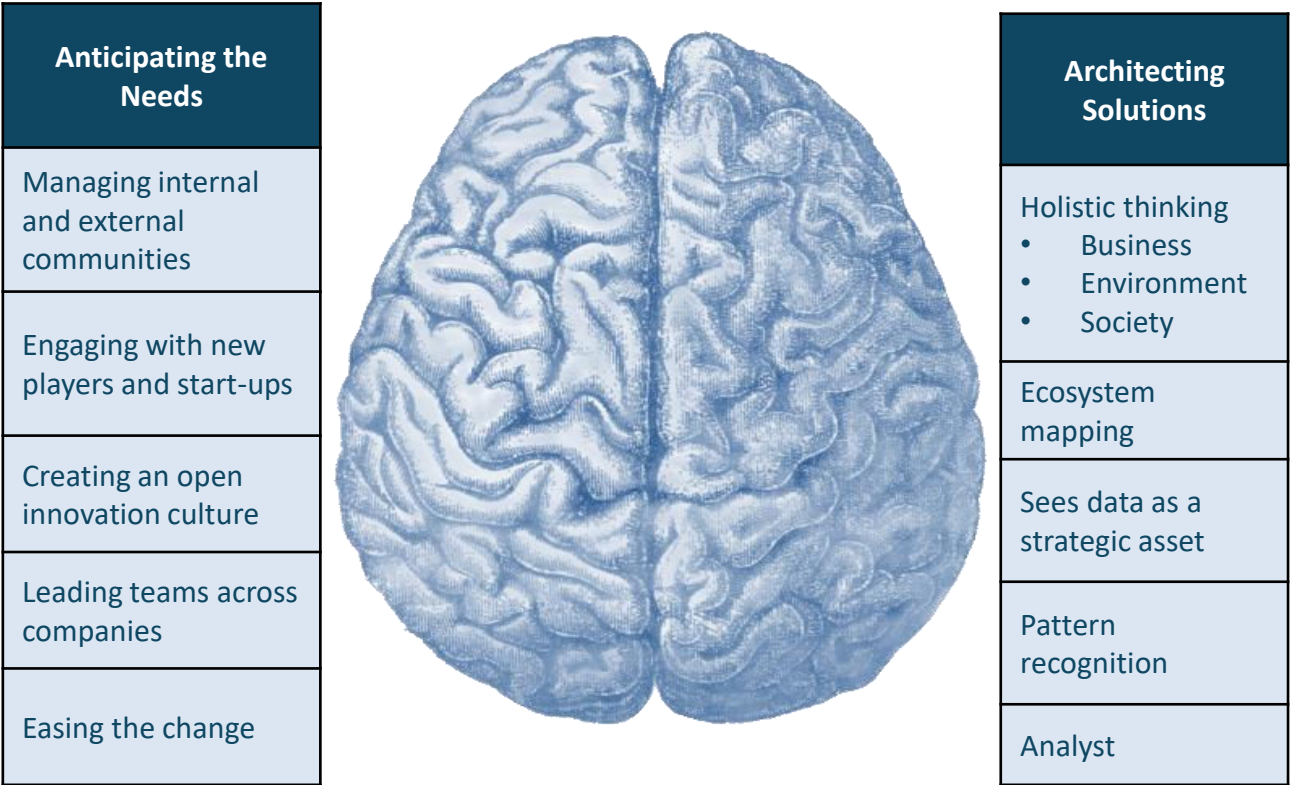 Anticipating the
Needs
Managing internal
and external
communities
Engaging with new
players and start-ups
Creating an open
innovation culture
Leading teams across
companies
Easing the change
Architecting
Solutions
Holistic thinking
• Business
• Environment
• Society
Ecosystem
mapping
Sees data as a
strategic asset
Pattern
recognition
Analyst